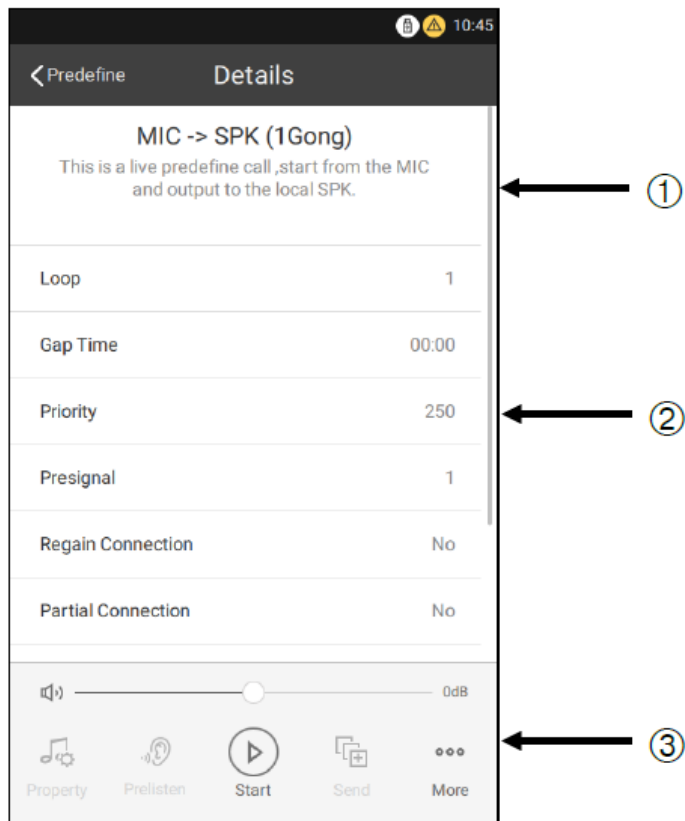 10:45
Predefine Details
MIC -> SPK (1Gong)
This is a live predefine call ,start from the MIC
and output to the local SPK.
①
Loop 1
Gap Time 00:00
Priority 250
②
Presignal 1
Regain Connection No
Partial Connection No
0dB
③
Property Prelisten Start Send More